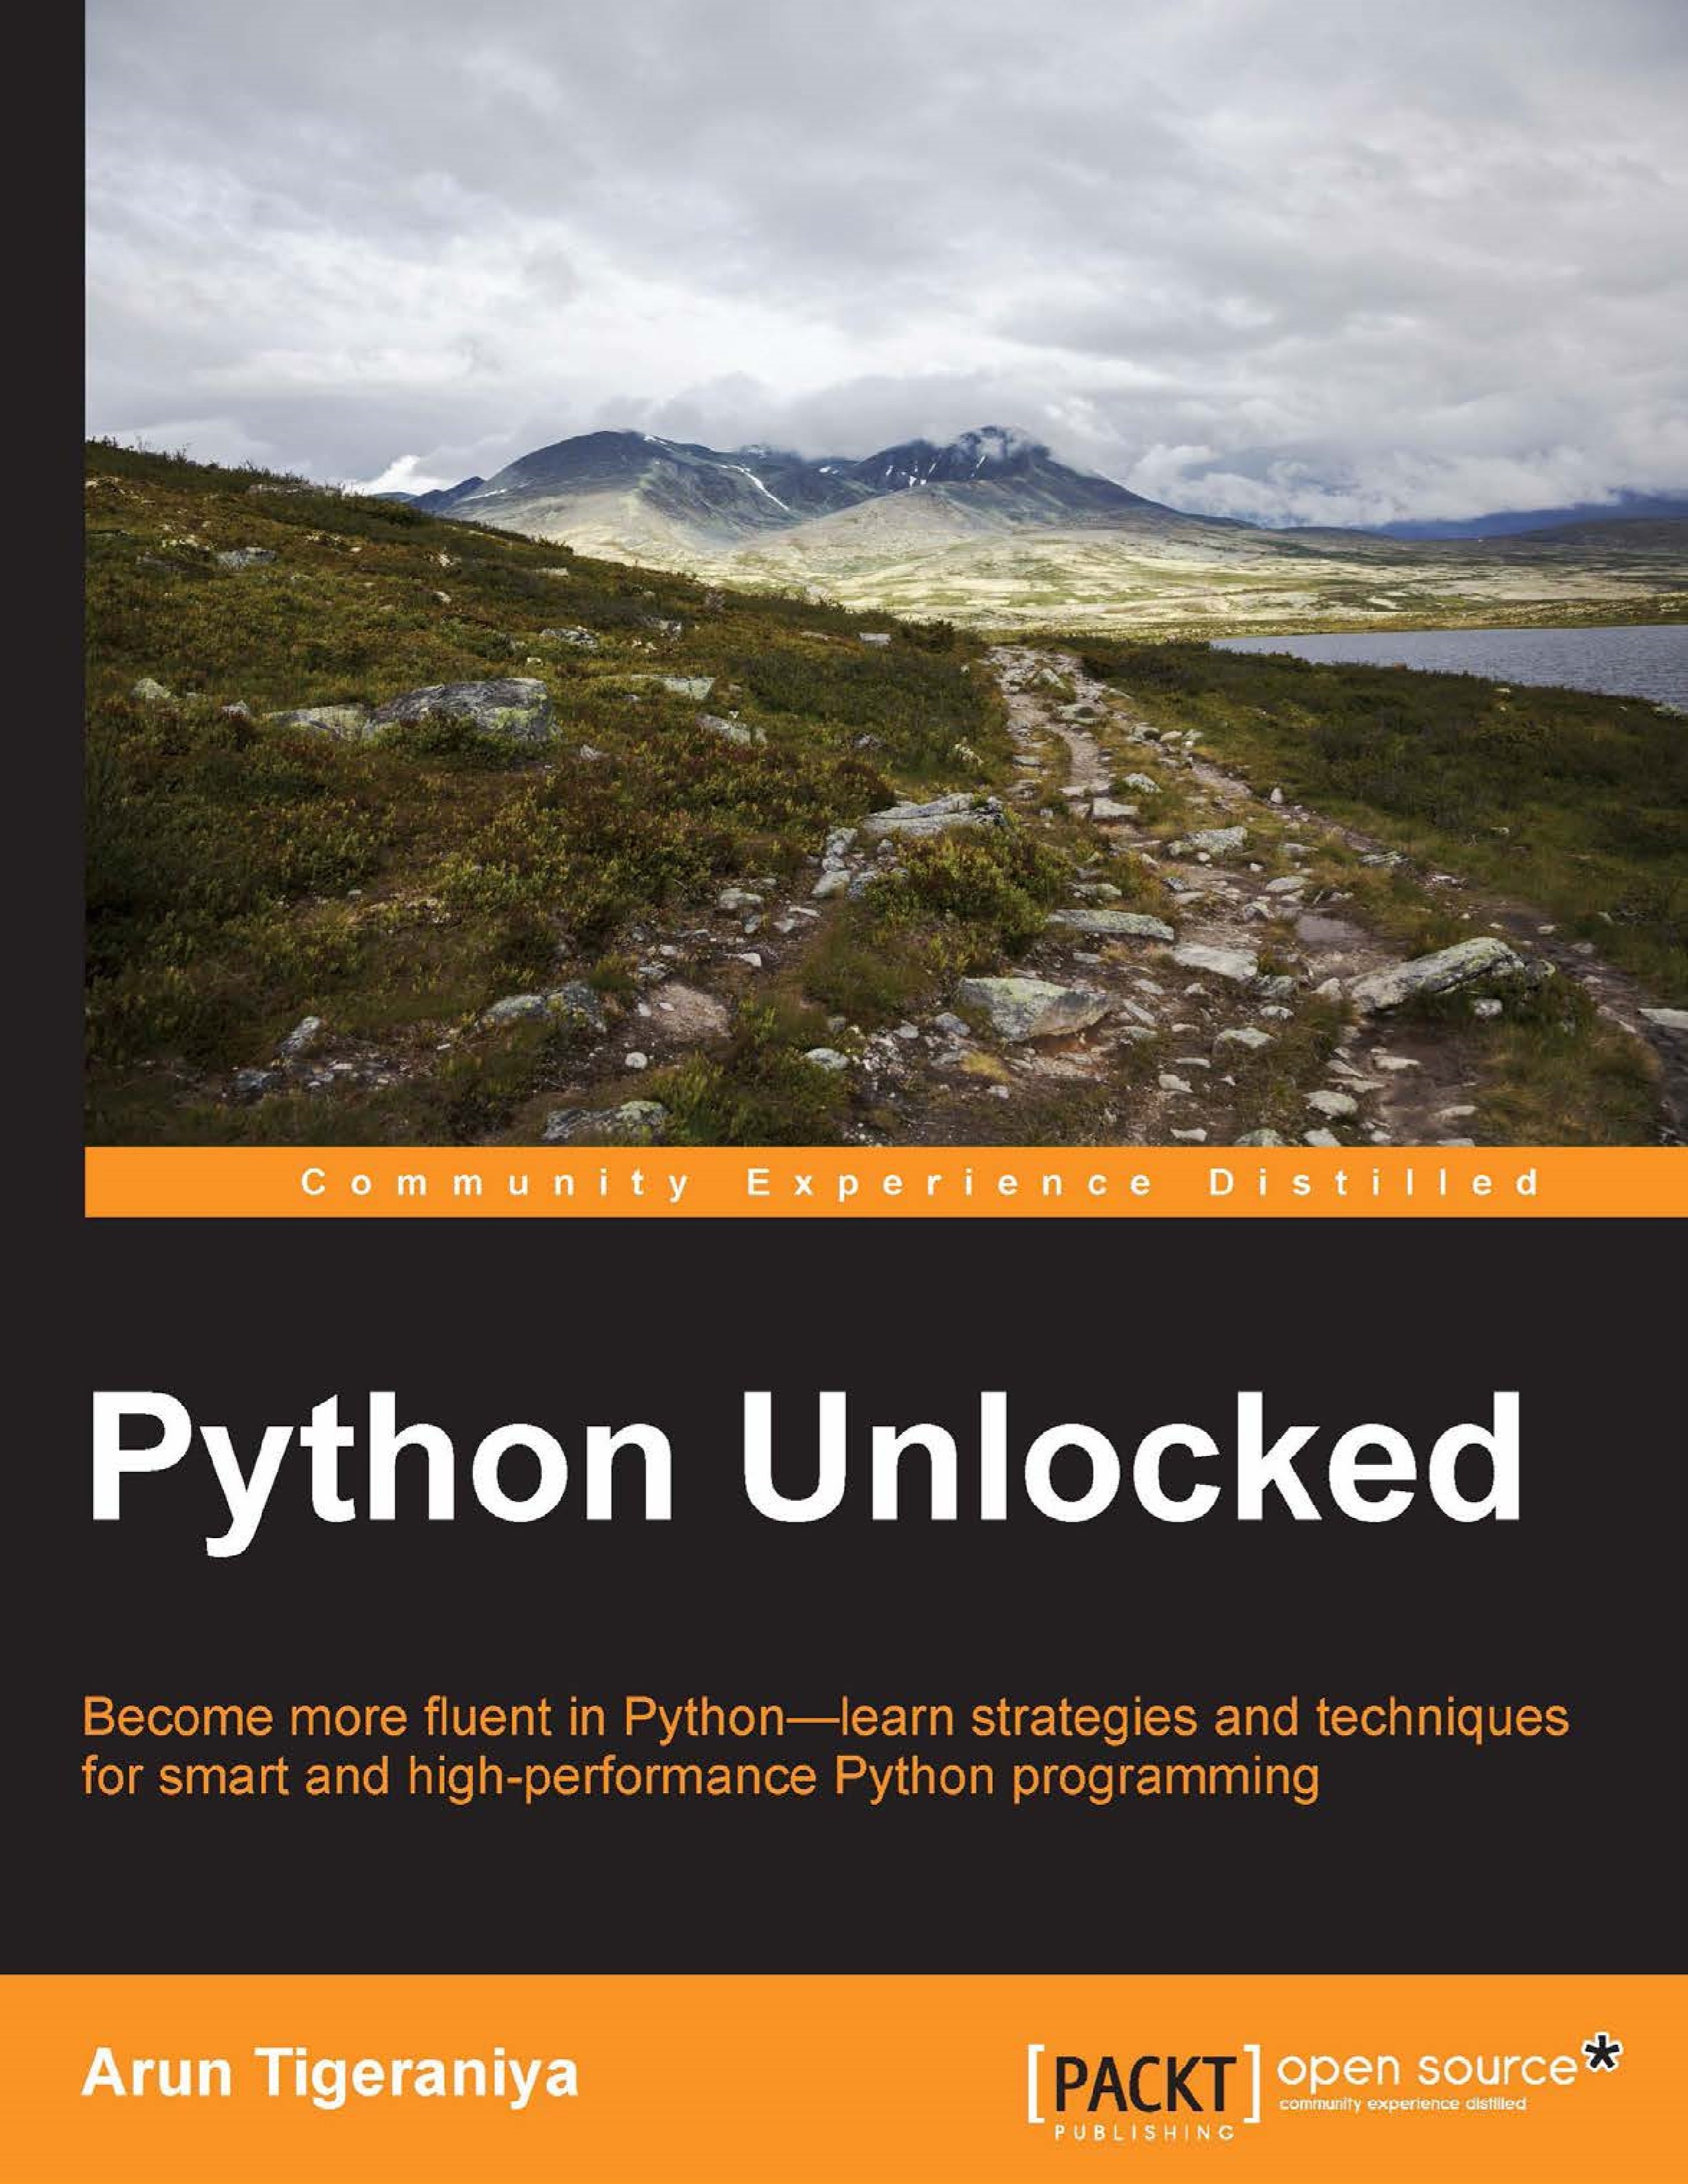 Community Experience Distilled
Python Unlocked
Become more fluent in Python—learn strategies and techniques
for smart and high-performance Python programming
Arun Tigeraniya
[PACKT] open source*
community experience distilled
PUBLISHING